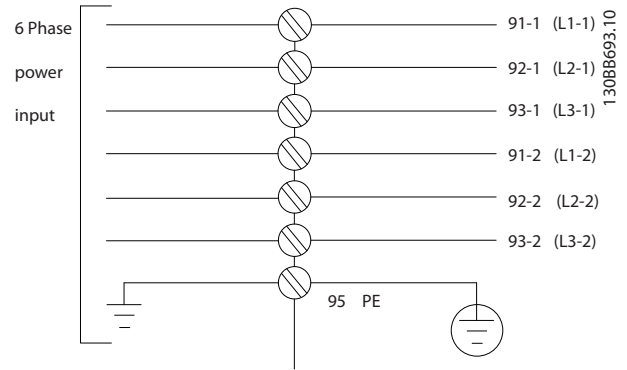 6 Phase
power
input
91-1 (L1-1)
92-1 (L2-1)
93-1 (L3-1)
91-2 (L1-2)
92-2 (L2-2)
93-2 (L3-2)
95 PE
130BB693.10